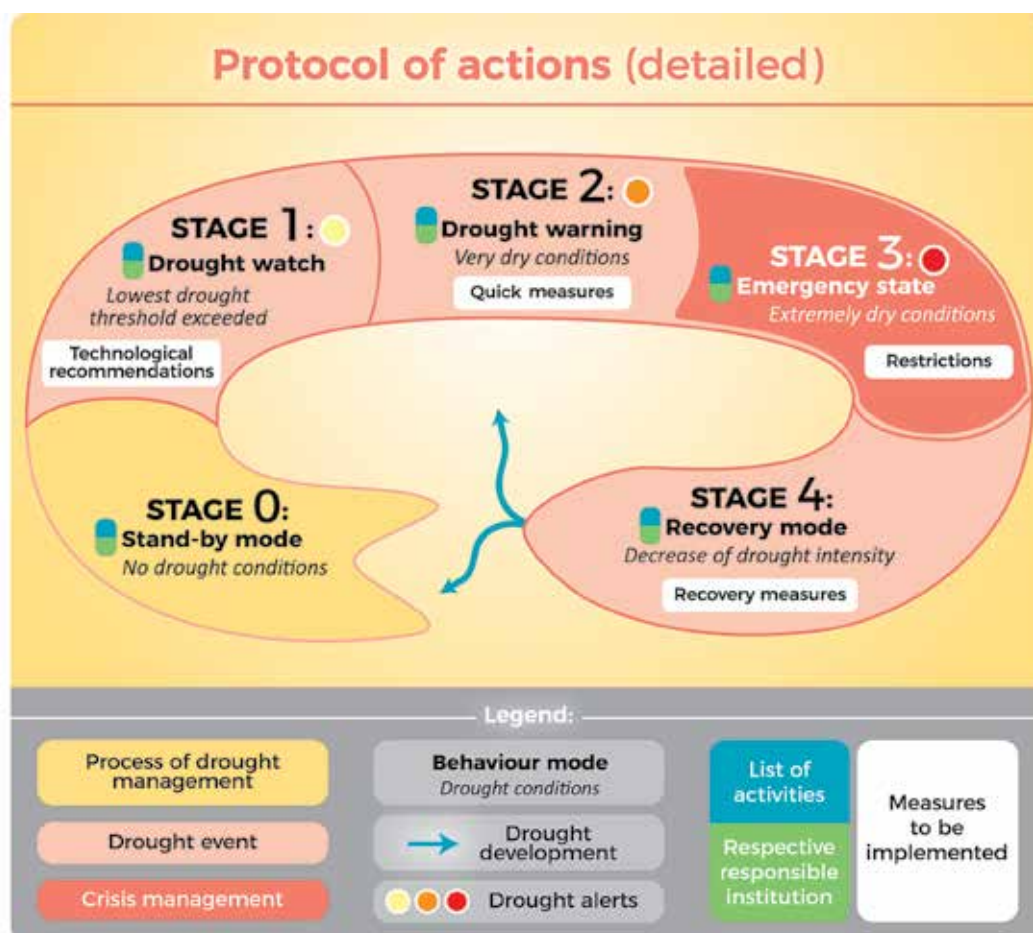 Protocol of actions (detailed)
STAGE 1:
Drought watch
Lowest drought
threshold exceeded
Technological
recommendations
STAGE 2:
Drought warning
Very dry conditions
Quick measures
STAGE 3:
Emergency state
Extremely dry conditions
Restrictions
STAGE 0:
Stand-by mode
No drought conditions
STAGE 4:
Recovery mode
Decrease of drought intensity
Recovery measures
Legend:
Process of drought
management
Drought event
Crisis management
Behaviour mode
Drought conditions
Drought
development
Drought alerts
List of
activities
Respective
responsible
institution
Measures
to be
implemented